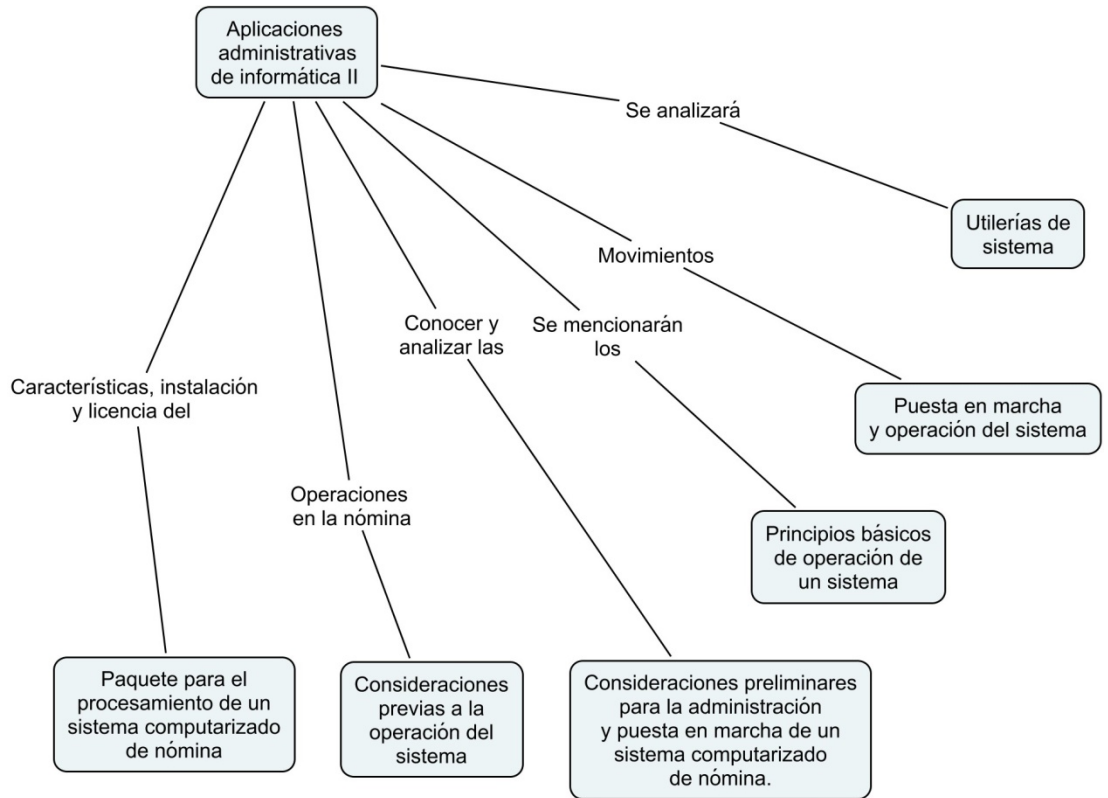 Aplicaciones
administrativas
de informática II
Se analizará
Utilerías de
sistema
Movimientos
Puesta en marcha
y operación del sistema
Se mencionarán
los
Principios básicos
de operación de
un sistema
Conocer y
analizar las
Consideraciones preliminares
para la administración
y puesta en marcha de un
sistema computarizado
de nómina.
Operaciones
en la nómina
Consideraciones
previas a la
operación del
sistema
Características, instalación
y licencia del
Paquete para el
procesamiento de un
sistema computarizado
de nómina